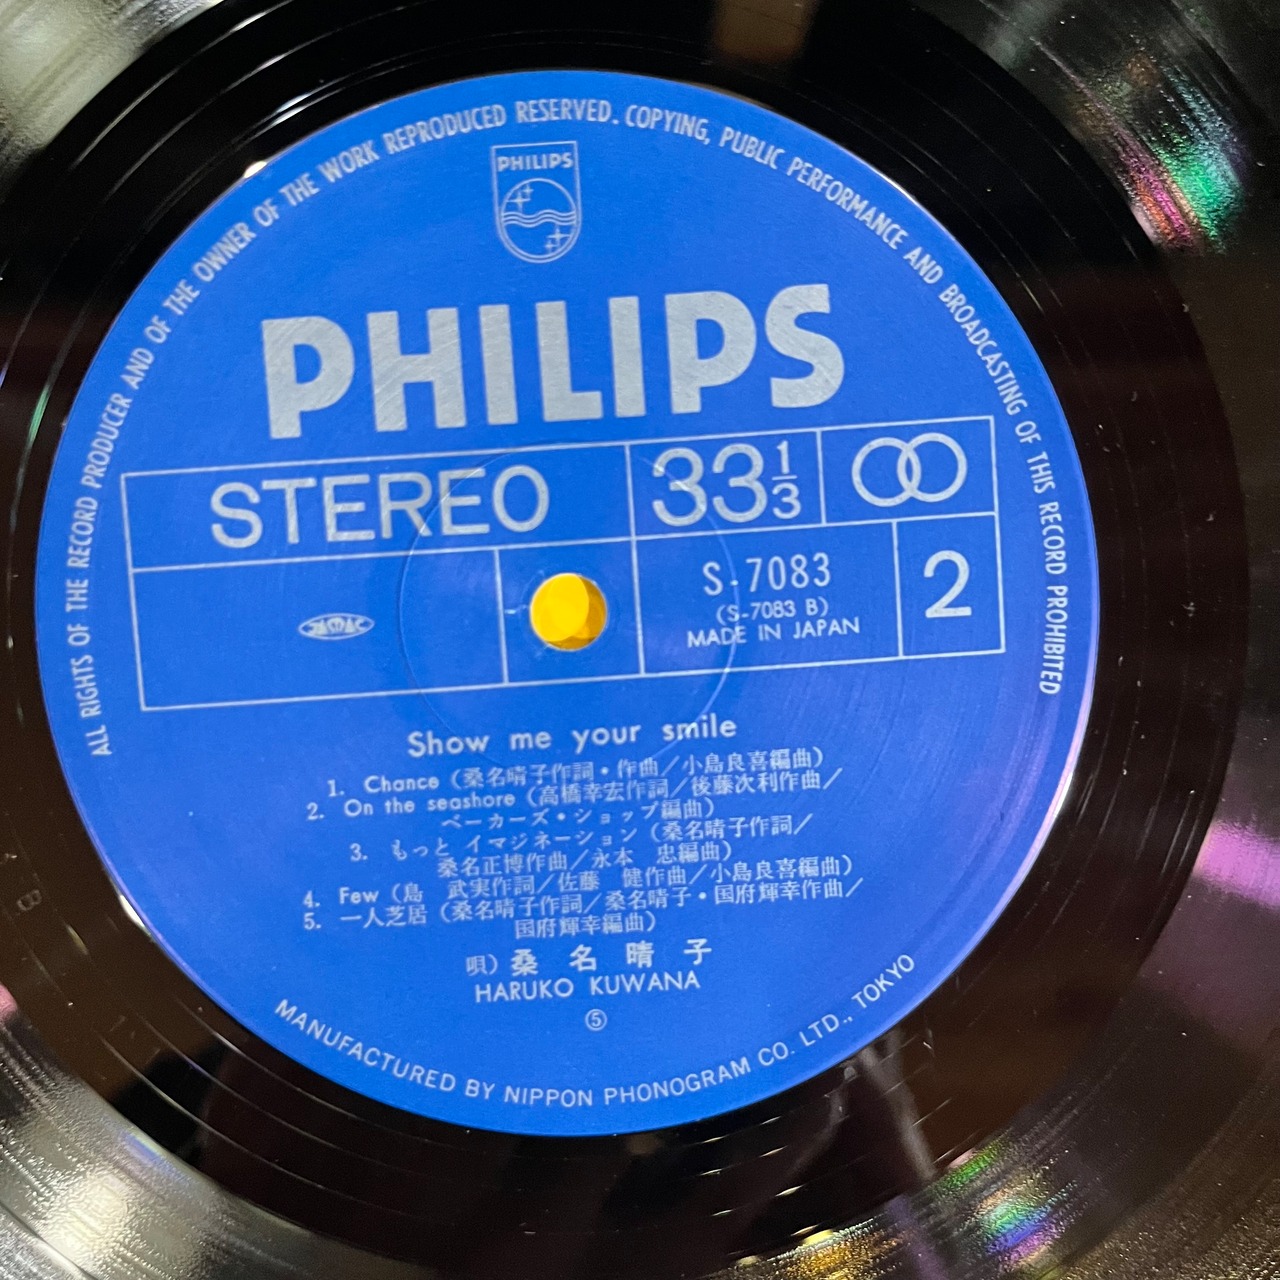 ALL RIGHTS OF THE RECORD PRODUCER AND OF THE OWNER OF THE WORK REPRODUCED RESERVED. COPYING, PUBLIC PERFORMANCE AND BROADCASTING OF THIS RECORD PROHIBITED
PHILIPS
PHILIPS
STEREO
33 1/3
S-7083
(S-7083 B)
MADE IN JAPAN
2
JASRAC
Show me your smile
1. Chance (桑名晴子作詞・作曲／小島良喜編曲)
2. On the seashore (高橋幸宏作詞／後藤次利作曲／
ベーカーズ・ショップ編曲)
3. もっと イマジネーション (桑名晴子作詞／
桑名正博作曲／永本 忠編曲)
4. Few (島 武実作詞／佐藤 健作曲／小島良喜編曲)
5. 一人芝居 (桑名晴子作詞／桑名晴子・国府輝幸作曲／
国府輝幸編曲)
唄) 桑名晴子
HARUKO KUWANA
⑤
MANUFACTURED BY NIPPON PHONOGRAM CO. LTD., TOKYO